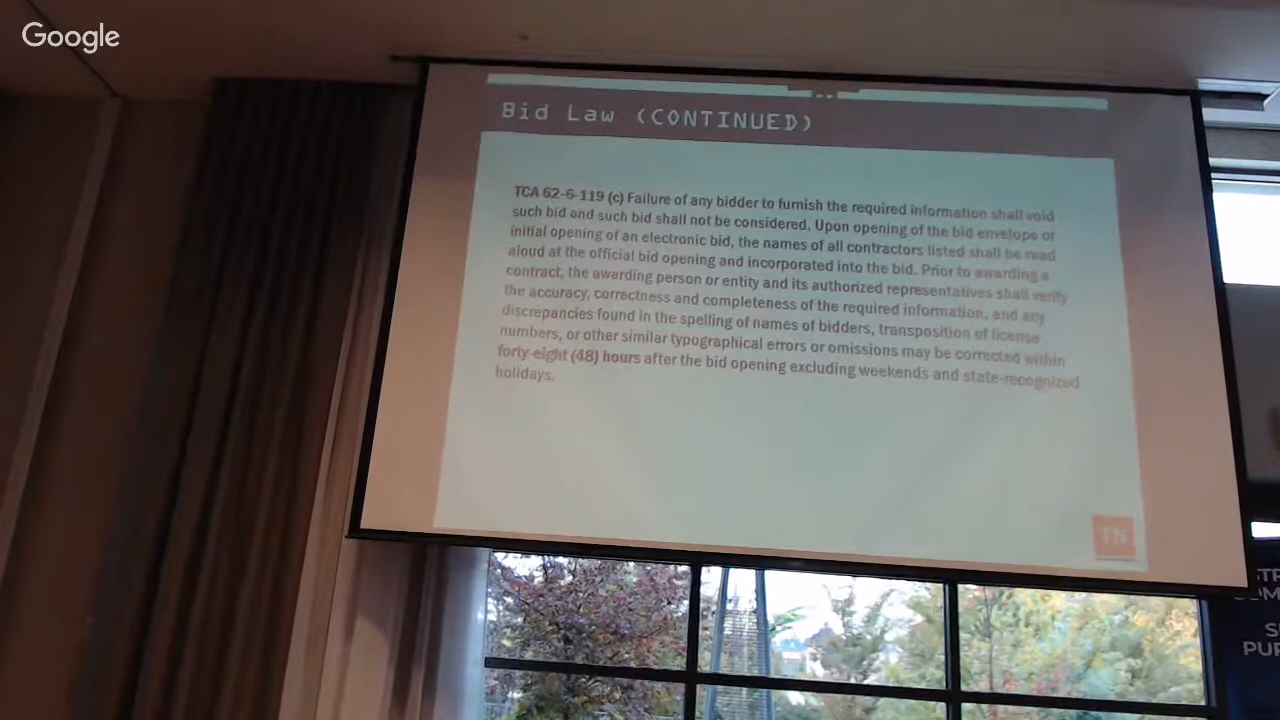 Google
Bid Law (CONTINUED)
TCA 62-6-119 (c) Failure of any bidder to furnish the required information shall void
such bid and such bid shall not be considered. Upon opening of the bid envelope or
initial opening of an electronic bid, the names of all contractors listed shall be read
aloud at the official bid opening and incorporated into the bid. Prior to awarding a
contract, the awarding person or entity and its authorized representatives shall verify
the accuracy, correctness and completeness of the required information, and any
discrepancies found in the spelling of names of bidders, transposition of license
numbers, or other similar typographical errors or omissions may be corrected within
forty-eight (48) hours after the bid opening excluding weekends and state-recognized
holidays.
TN